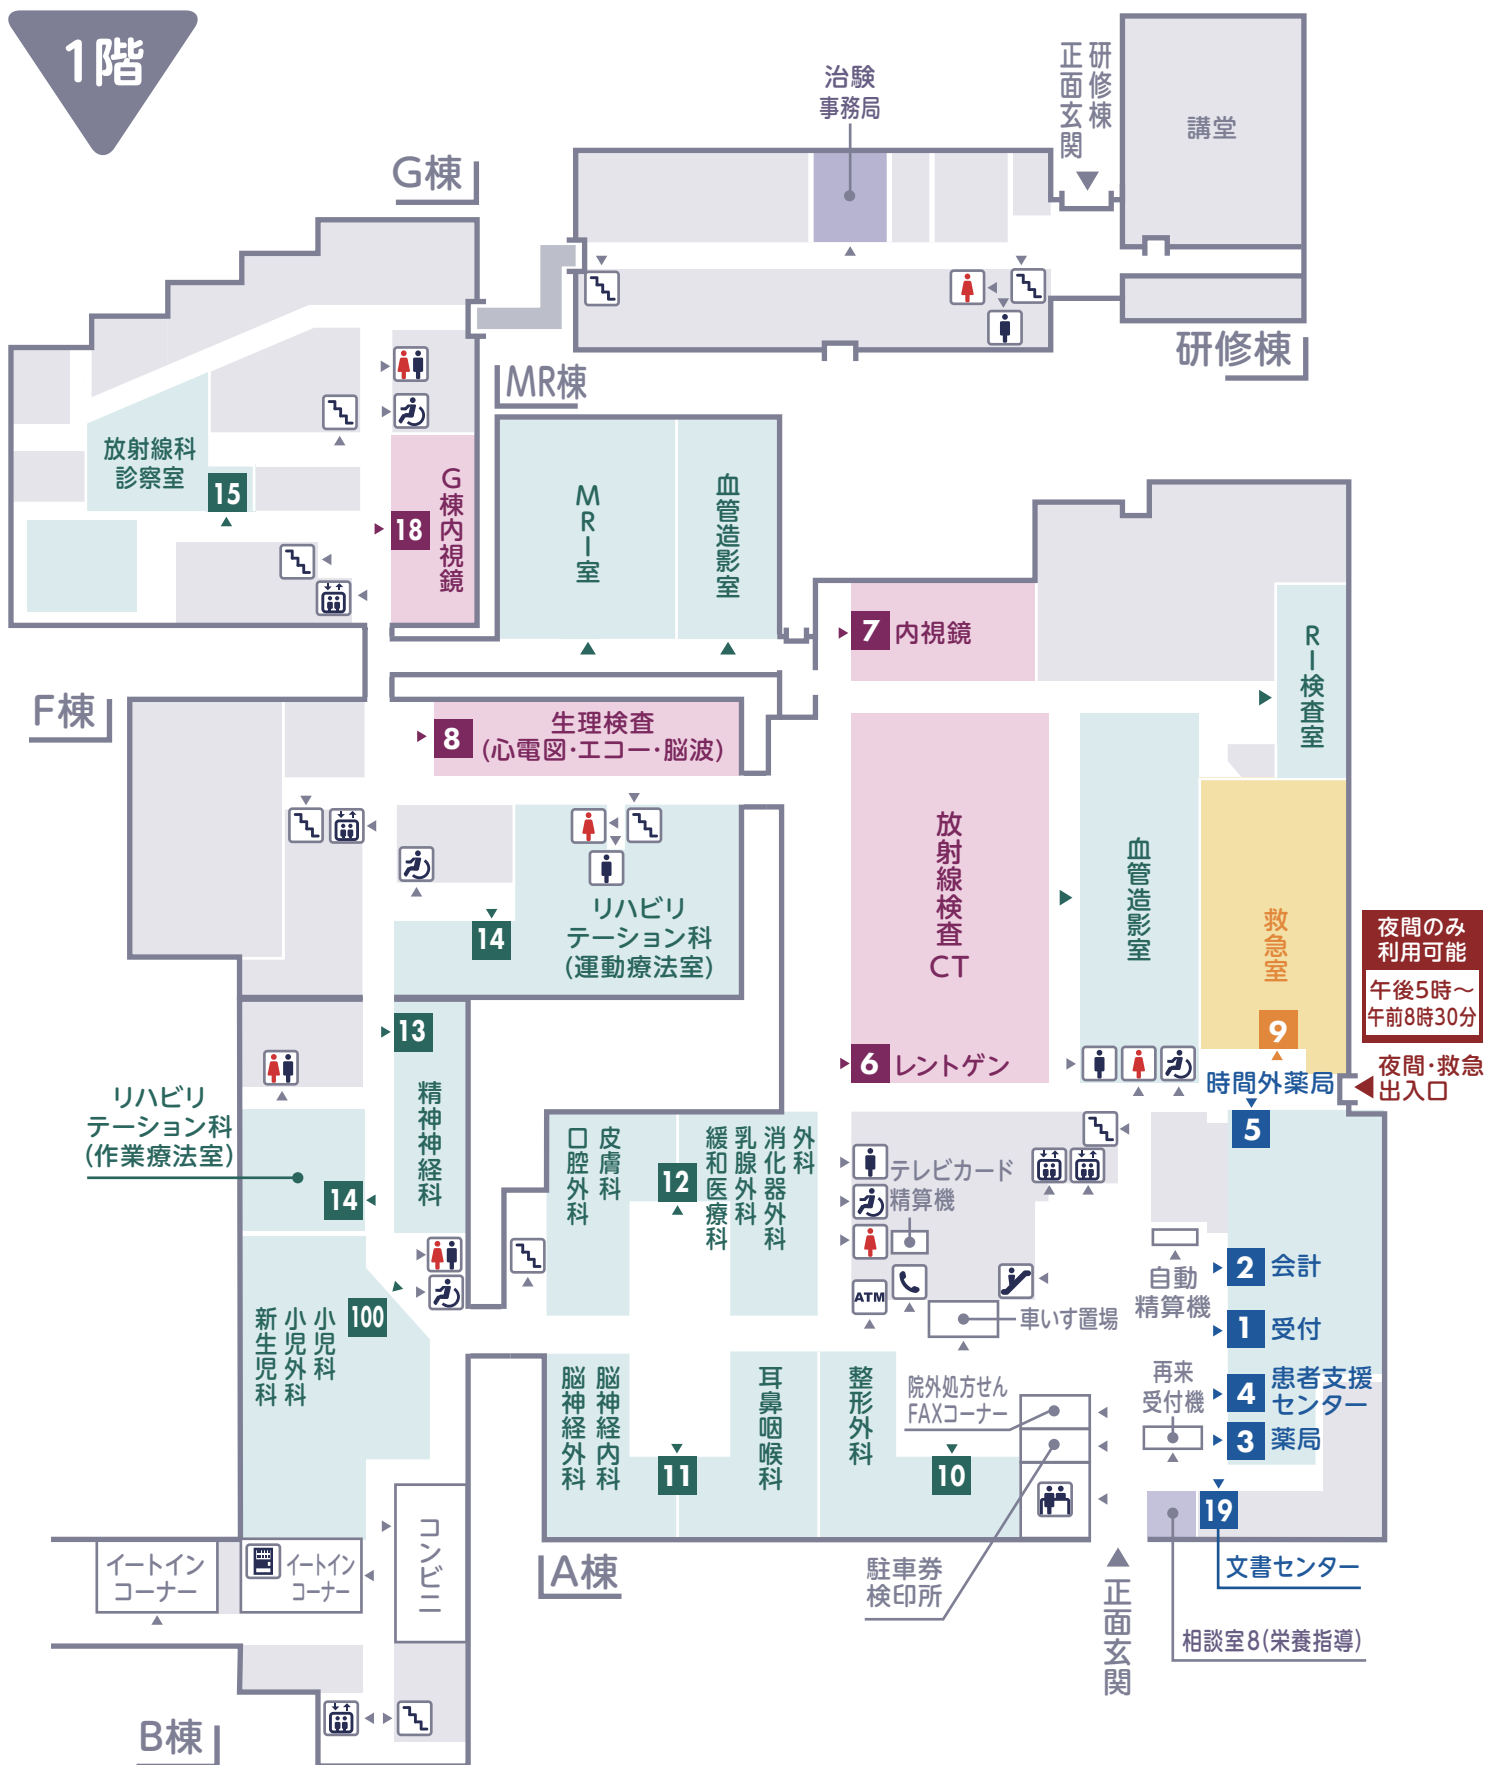 1階
治験
事務局
研修棟
正面玄関
講堂
G棟
研修棟
MR棟
放射線科
診察室
15
18
G棟内視鏡
MRー室
血管造影室
7
内視鏡
Rー検査室
F棟
8
生理検査
(心電図・エコー・脳波)
放射線検査
CT
血管造影室
救急室
9
夜間のみ
利用可能
午後5時〜
午前8時30分
夜間・救急
出入口
14
リハビリ
テーション科
(運動療法室)
13
精神神経科
6
レントゲン
時間外薬局
5
リハビリ
テーション科
(作業療法室)
14
皮膚科
口腔外科
12
外科
消化器外科
乳腺外科
緩和医療科
テレビカード
精算機
ATM
車いす置場
自動
精算機
2
会計
1
受付
再来
受付機
4
患者支援
センター
3
薬局
100
小児科
小児外科
新生児科
脳神経内科
脳神経外科
11
耳鼻咽喉科
整形外科
10
院外処方せん
FAXコーナー
19
文書センター
イートイン
コーナー
イートイン
コーナー
コンビニ
A棟
駐車券
検印所
正面玄関
相談室8(栄養指導)
B棟